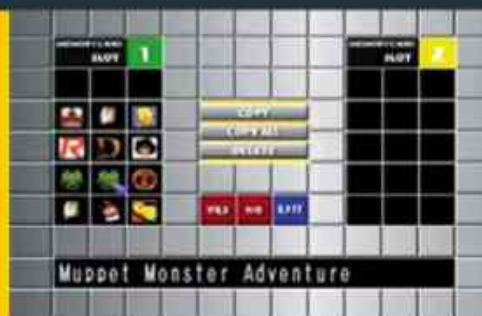 MEMORY CARD
SLOT 1
MEMORY CARD
SLOT 2
COPY
COPY ALL
DELETE
EXIT
Muppet Monster Adventure